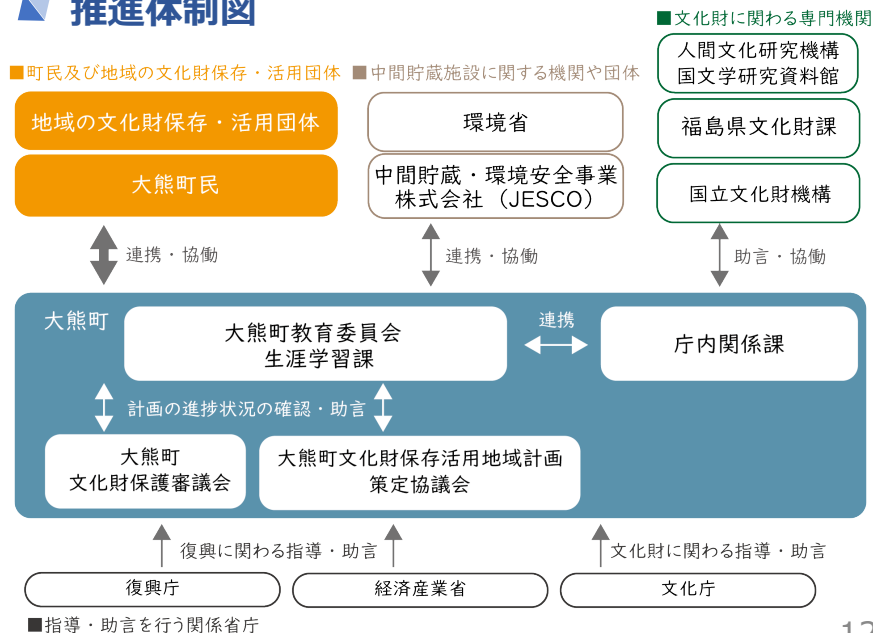 推進体制図
■文化財に関わる専門機関
人間文化研究機構
国文学研究資料館
福島県文化財課
国立文化財機構
■町民及び地域の文化財保存・活用団体
地域の文化財保存・活用団体
大熊町民
■中間貯蔵施設に関する機関や団体
環境省
中間貯蔵・環境安全事業
株式会社（JESCO）
連携・協働
連携・協働
助言・協働
大熊町
大熊町教育委員会
生涯学習課
連携
庁内関係課
計画の進捗状況の確認・助言
大熊町
文化財保護審議会
大熊町文化財保存活用地域計画
策定協議会
復興に関わる指導・助言
文化財に関わる指導・助言
復興庁
経済産業省
文化庁
■指導・助言を行う関係省庁